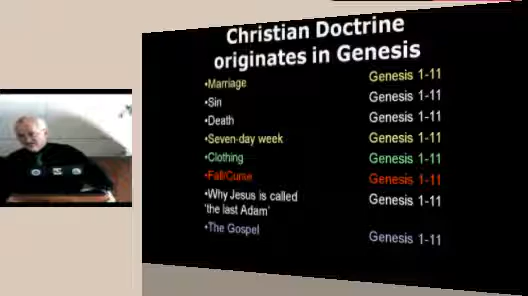 Christian Doctrine
originates in Genesis
•Marriage Genesis 1-11
•Sin Genesis 1-11
•Death Genesis 1-11
•Seven-day week Genesis 1-11
•Clothing Genesis 1-11
•Fall/Curse Genesis 1-11
•Why Jesus is called Genesis 1-11
'the last Adam'
•The Gospel Genesis 1-11